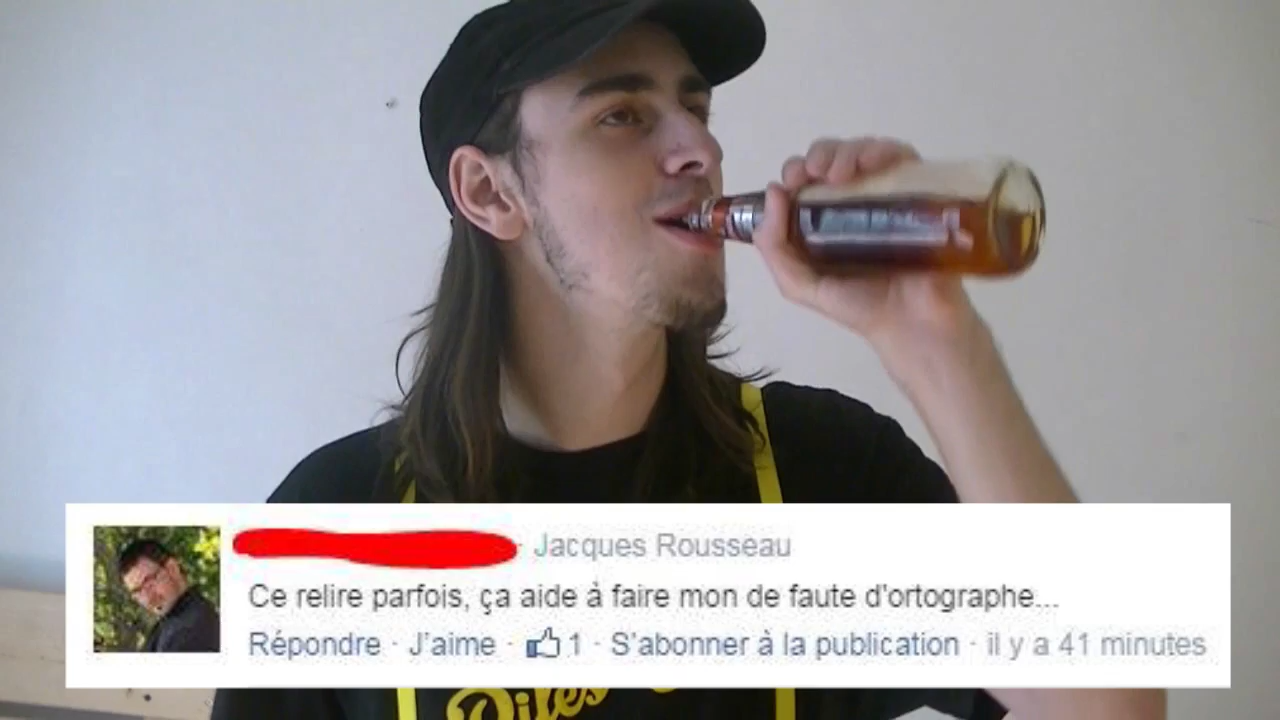 Jacques Rousseau
Ce relire parfois, ça aide à faire mon de faute d'ortographe...
Répondre · J'aime · 1 · S'abonner à la publication · il y a 41 minutes
Dites